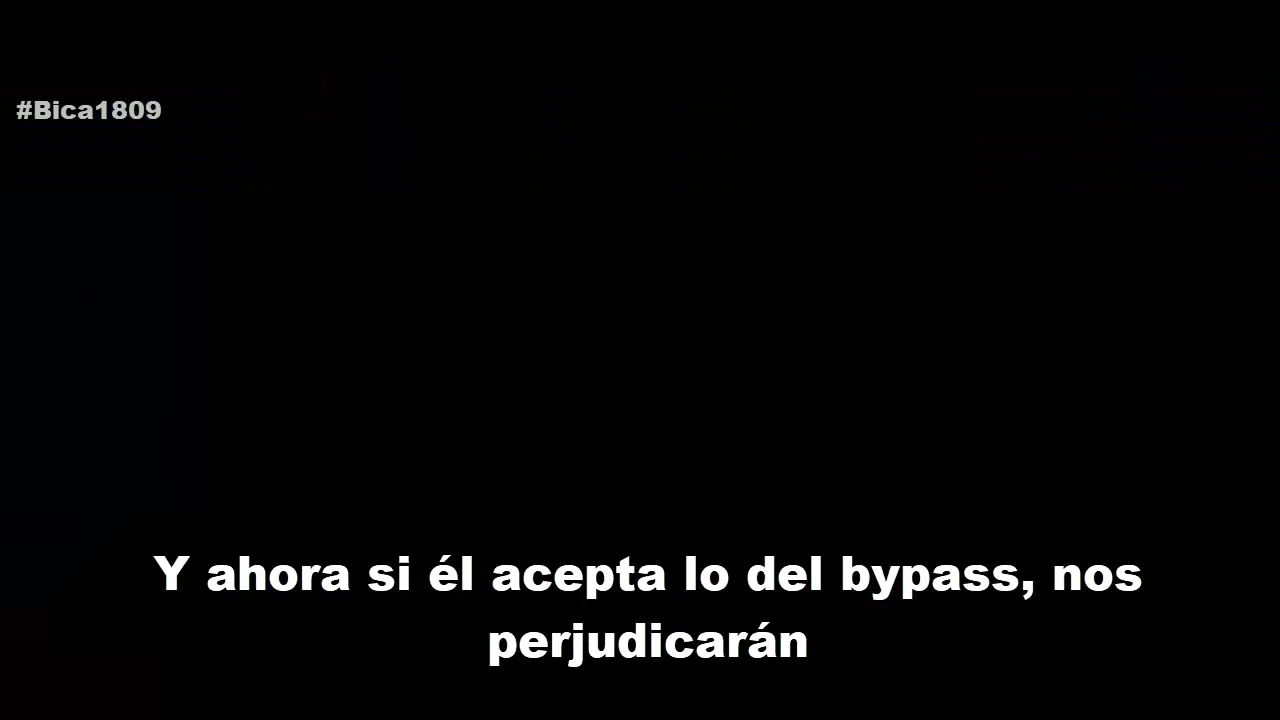 #Bica1809
Y ahora si él acepta lo del bypass, nos
perjudicarán